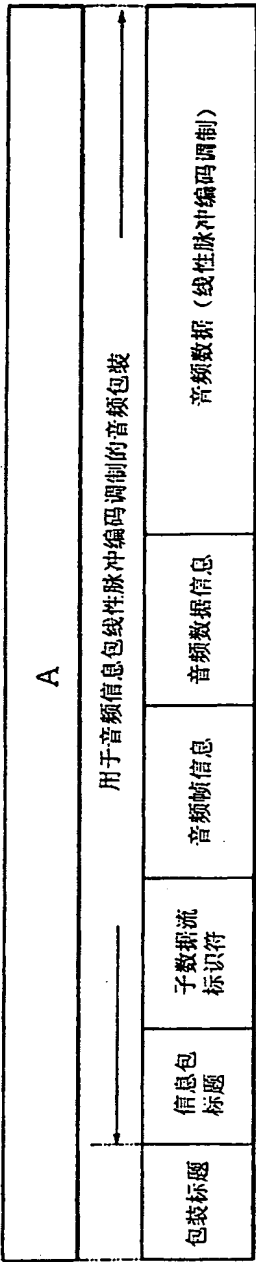 A
用于音频信息包线性脉冲编码调制的音频包装
包装标题
信息包
标题
子数据流
标识符
音频帧信息
音频数据信息
音频数据（线性脉冲编码调制）